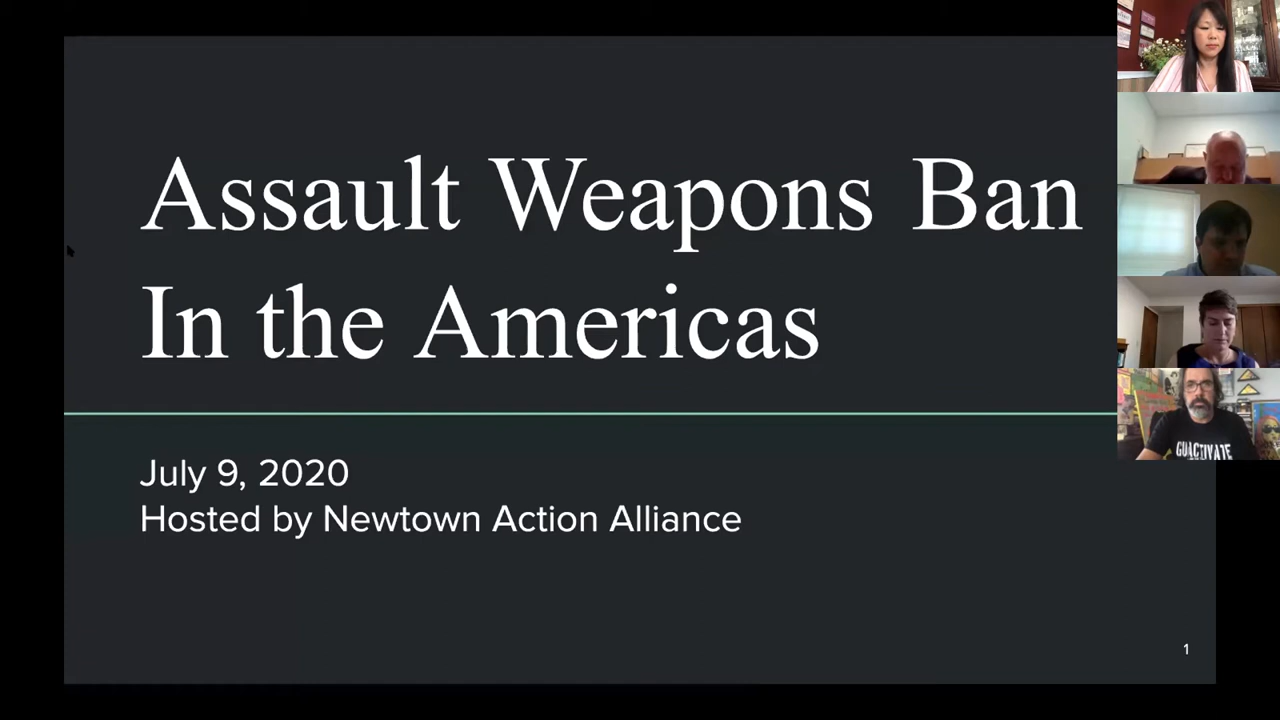 Assault Weapons Ban
In the Americas
July 9, 2020
Hosted by Newtown Action Alliance
1
GUACTIVATE